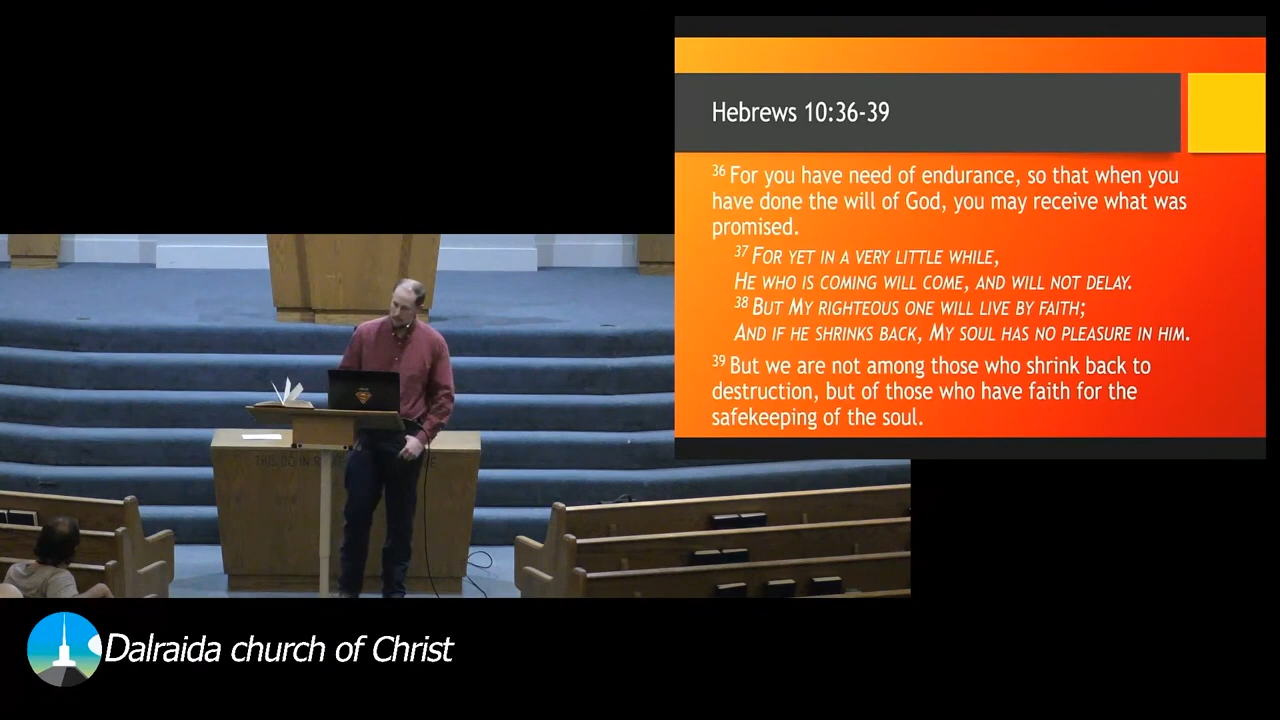 Hebrews 10:36-39
36 For you have need of endurance, so that when you
have done the will of God, you may receive what was
promised.
37 FOR YET IN A VERY LITTLE WHILE,
HE WHO IS COMING WILL COME, AND WILL NOT DELAY.
38 BUT MY RIGHTEOUS ONE WILL LIVE BY FAITH;
AND IF HE SHRINKS BACK, MY SOUL HAS NO PLEASURE IN HIM.
39 But we are not among those who shrink back to
destruction, but of those who have faith for the
safekeeping of the soul.
THIS DO IN
Dalraida church of Christ